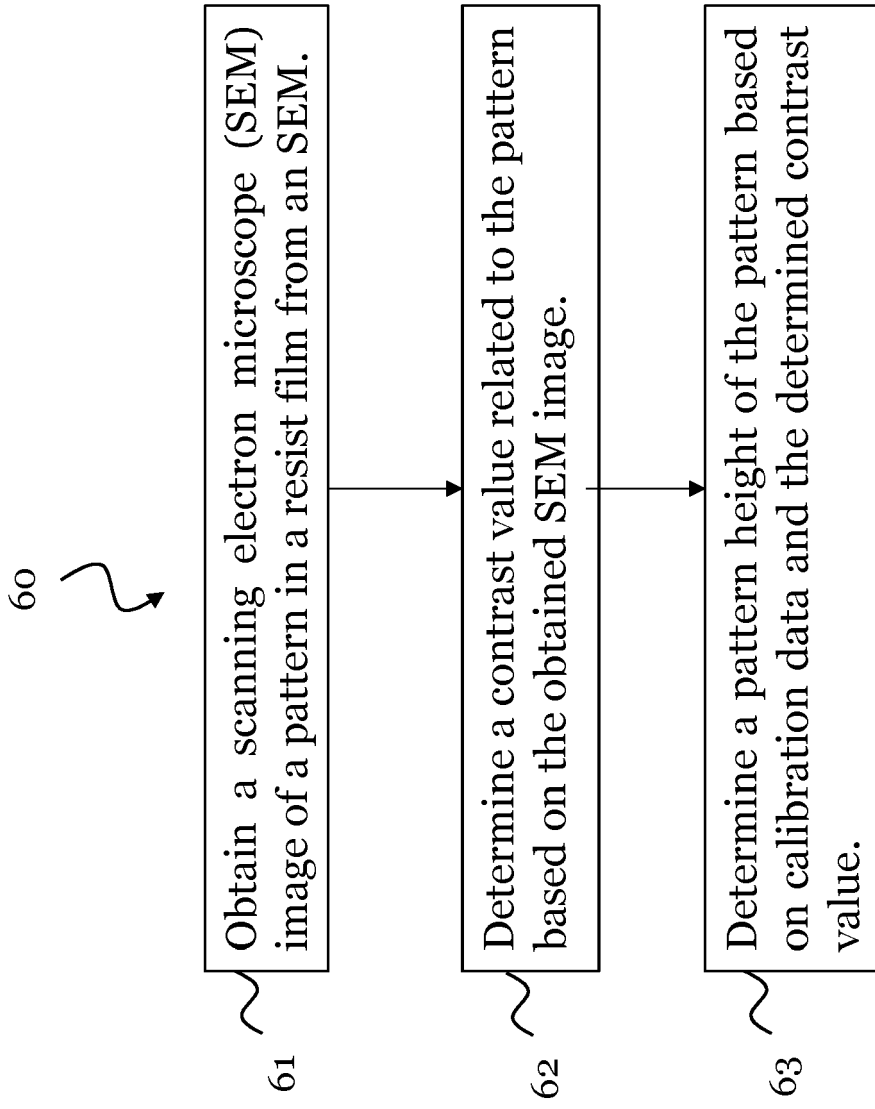 60
61
Obtain a scanning electron microscope (SEM)
image of a pattern in a resist film from an SEM.
62
Determine a contrast value related to the pattern
based on the obtained SEM image.
63
Determine a pattern height of the pattern based
on calibration data and the determined contrast
value.